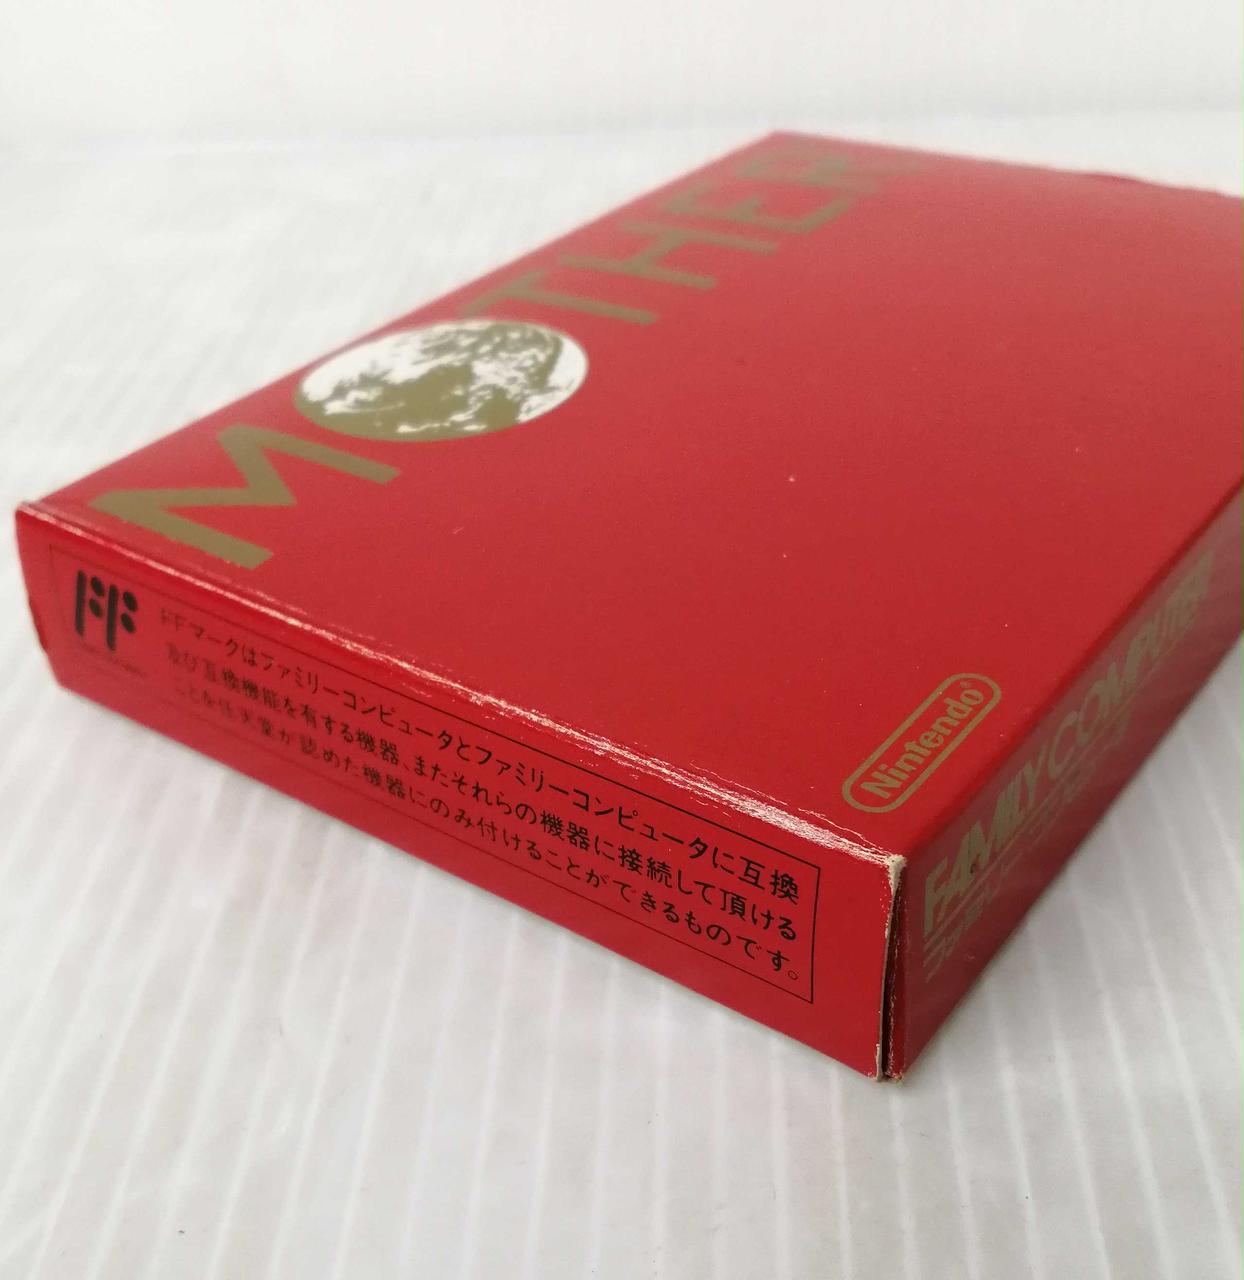 MOTHER
Nintendo®
FF
FFマークはファミリーコンピュータとファミリーコンピュータに互換
及び互換機能を有する機器、またそれらの機器に接続して頂ける
ことを任天堂が認めた機器にのみ付けることができるものです。
FAMILY COMPUTER